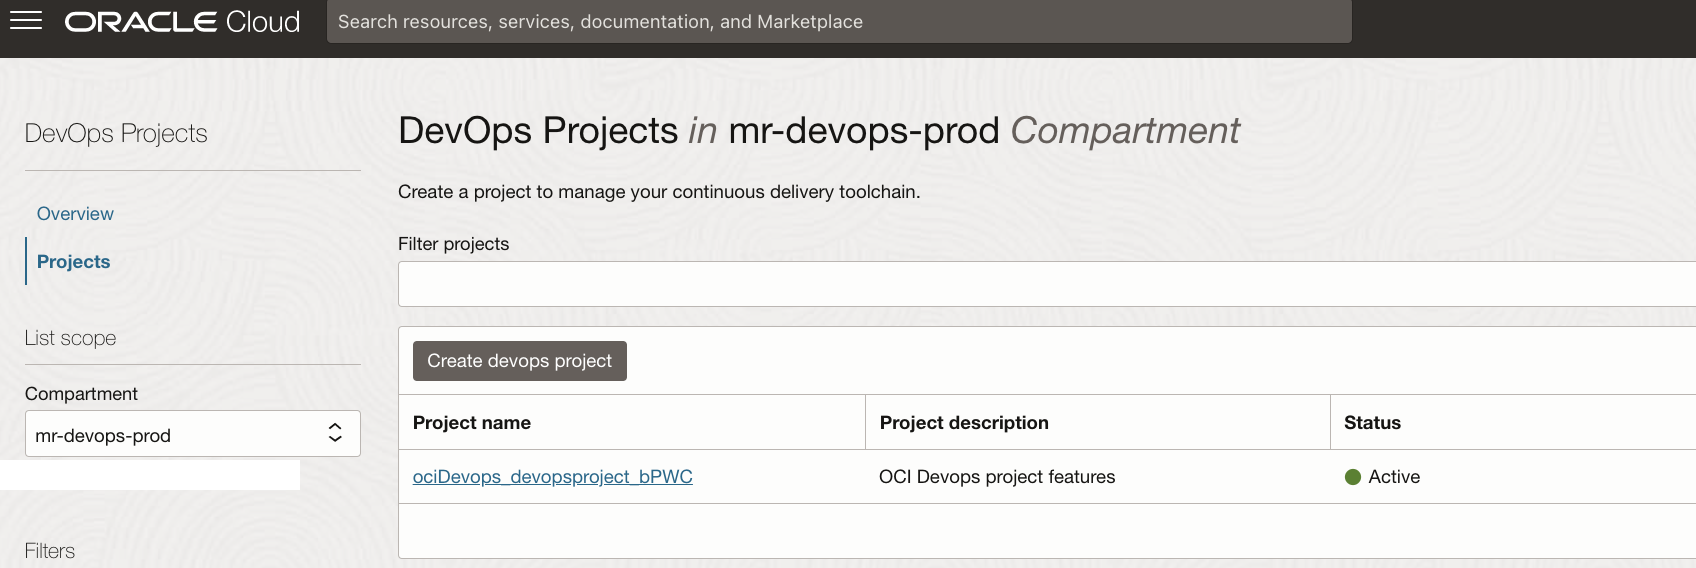 ORACLE Cloud
Search resources, services, documentation, and Marketplace
DevOps Projects
Overview
Projects
List scope
Compartment
mr-devops-prod
Filters
DevOps Projects in mr-devops-prod Compartment
Create a project to manage your continuous delivery toolchain.
Filter projects
Create devops project
Project name Project description Status
ociDevops_devopsproject_bPWC OCI Devops project features Active